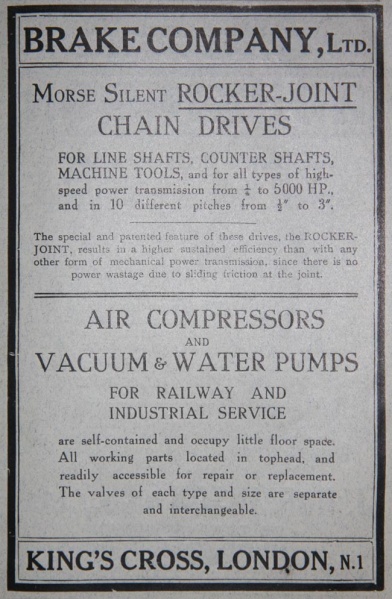 BRAKE COMPANY, LTD.
MORSE SILENT ROCKER-JOINT
CHAIN DRIVES
FOR LINE SHAFTS, COUNTER SHAFTS,
MACHINE TOOLS, and for all types of high-
speed power transmission from ¼ to 5000 HP.,
and in 10 different pitches from ½″ to 3″.
The special and patented feature of these drives, the ROCKER-
JOINT, results in a higher sustained efficiency than with any
other form of mechanical power transmission, since there is no
power wastage due to sliding friction at the joint.
AIR COMPRESSORS
AND
VACUUM & WATER PUMPS
FOR RAILWAY AND
INDUSTRIAL SERVICE
are self-contained and occupy little floor space.
All working parts located in tophead, and
readily accessible for repair or replacement.
The valves of each type and size are separate
and interchangeable.
KING'S CROSS, LONDON, N.1